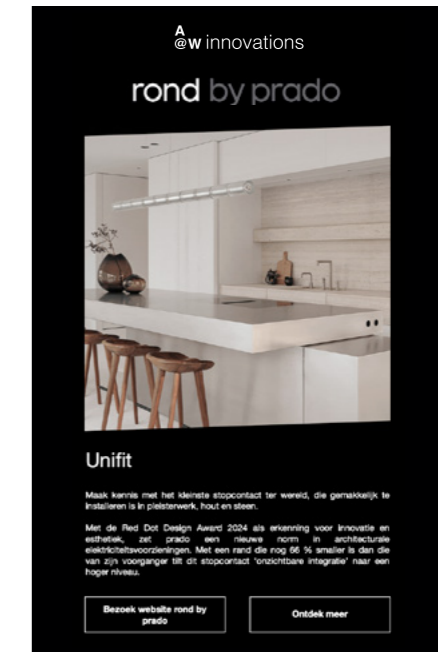 A
@W innovations
rond by prado
Unifit
Maak kennis met het kleinste stopcontact ter wereld, die gemakkelijk te
installeren is in pleisterwerk, hout en steen.
Met de Red Dot Design Award 2024 als erkenning voor innovatie en
esthetiek, zet prado een nieuwe norm in architecturale
elektriciteitsvoorzieningen. Met een rand die nog 66 % smaller is dan die
van zijn voorganger tilt dit stopcontact 'onzichtbare integratie' naar een
hoger niveau.
Bezoek website rond by
prado
Ontdek meer